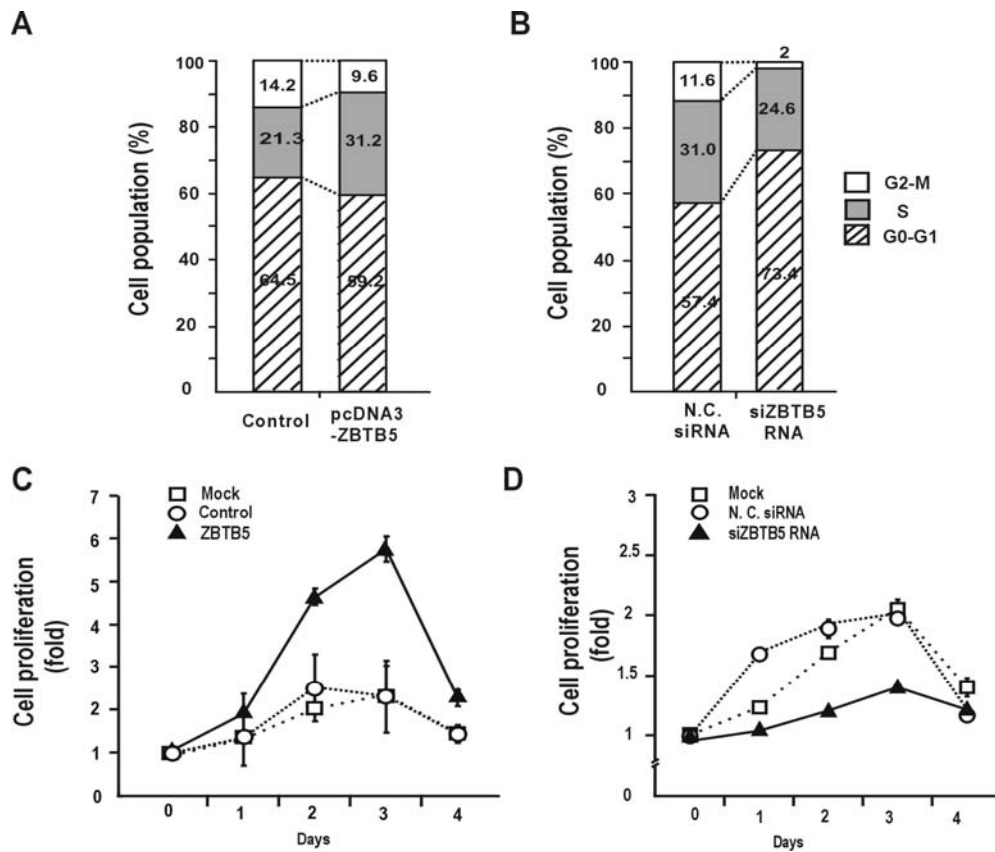 A
100
80
60
40
20
0
Cell population (%)
14.2
21.3
64.5
9.6
31.2
59.2
Control
pcDNA3
-ZBTB5
B
100
80
60
40
20
0
Cell population (%)
11.6
31.0
57.4
2
24.6
73.4
N.C.
siRNA
siZBTB5
RNA
G2-M
S
G0-G1
C
7
6
5
4
3
2
1
0
Cell proliferation
(fold)
Mock
Control
ZBTB5
0 1 2 3 4
Days
D
3
2.5
2
1.5
1
0
Cell proliferation
(fold)
Mock
N. C. siRNA
siZBTB5 RNA
0 1 2 3 4
Days